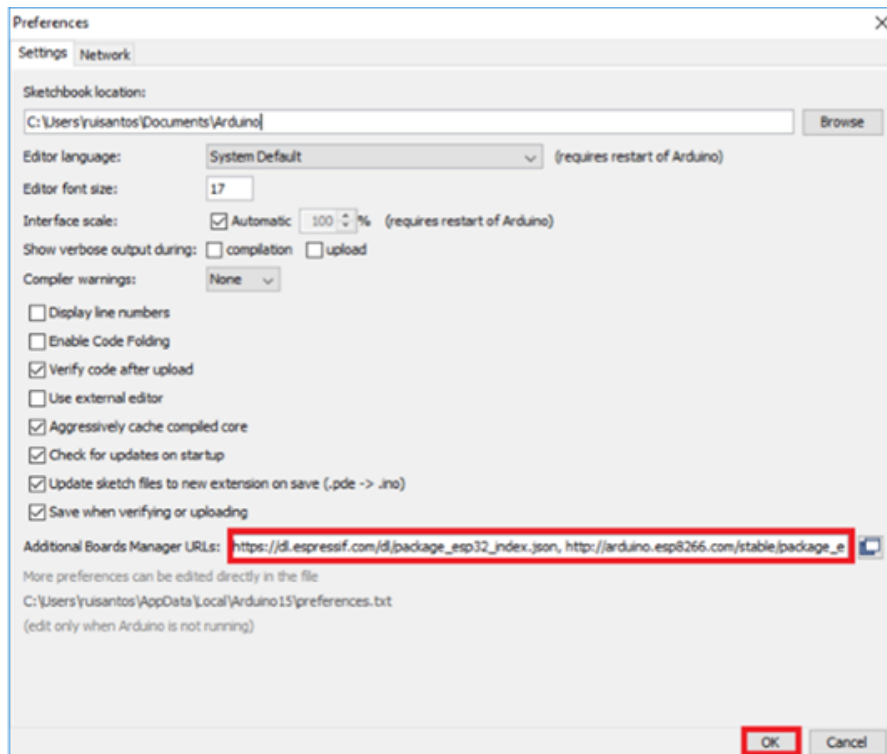 Preferences
Settings Network
Sketchbook location:
C:\Users\ruisantos\Documents\Arduino Browse
Editor language: System Default (requires restart of Arduino)
Editor font size: 17
Interface scale: Automatic 100 % (requires restart of Arduino)
Show verbose output during: compilation upload
Compiler warnings: None
Display line numbers
Enable Code Folding
Verify code after upload
Use external editor
Aggressively cache compiled core
Check for updates on startup
Update sketch files to new extension on save (.pde -> .ino)
Save when verifying or uploading
Additional Boards Manager URLs: https://dl.espressif.com/dl/package_esp32_index.json, http://arduino.esp8266.com/stable/package_e
More preferences can be edited directly in the file
C:\Users\ruisantos\AppData\Local\Arduino15\preferences.txt
(edit only when Arduino is not running)
OK Cancel